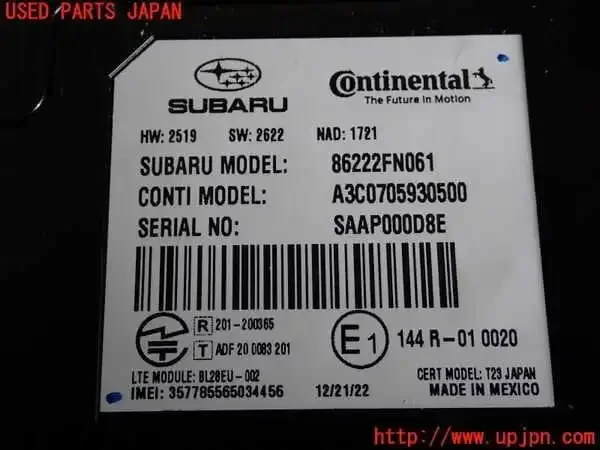 USED PARTS JAPAN
SUBARU
Continental
The Future in Motion
HW: 2519 SW: 2622 NAD: 1721
SUBARU MODEL: 86222FN061
CONTI MODEL: A3C0705930500
SERIAL NO: SAAP000D8E
R 201-200365
T ADF 20 0083 201
E1 144 R-01 0020
LTE MODULE: BL28EU-002
CERT MODEL: T23 JAPAN
IMEI: 357785565034456 12/21/22 MADE IN MEXICO
http://www.upjpn.com/